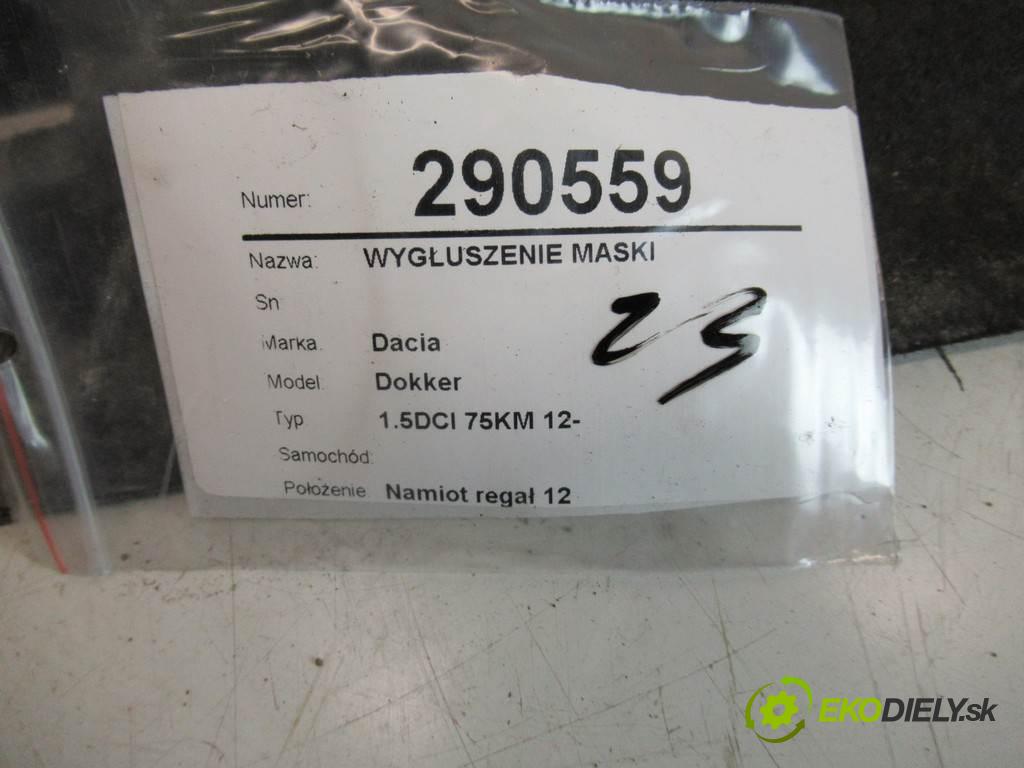 Numer: 290559
Nazwa: WYGŁUSZENIE MASKI
Sn
Marka Dacia
Model: Dokker
Typ 1.5DCI 75KM 12-
Samochód:
Położenie Namiot regał 12
23
EKODIELY.sk